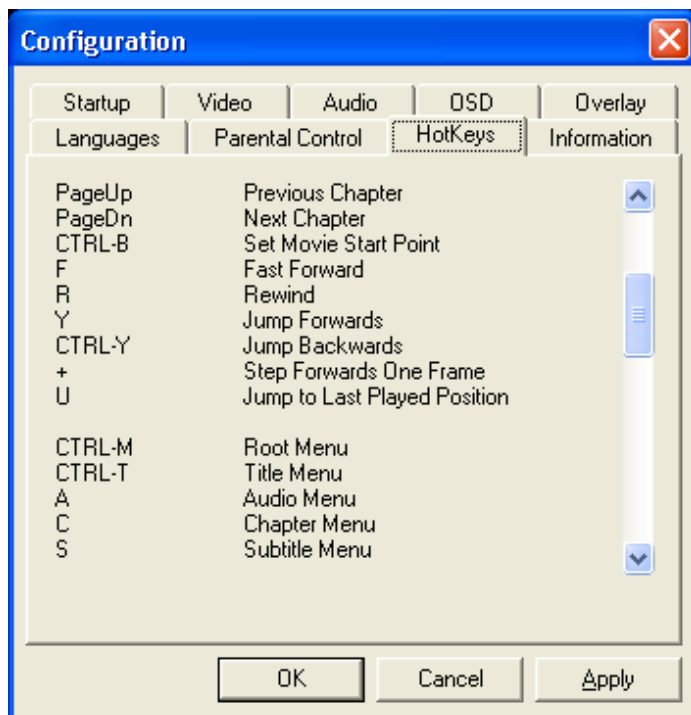 Configuration
Startup Video Audio OSD Overlay
Languages Parental Control HotKeys Information
PageUp Previous Chapter
PageDn Next Chapter
CTRL-B Set Movie Start Point
F Fast Forward
R Rewind
Y Jump Forwards
CTRL-Y Jump Backwards
+ Step Forwards One Frame
U Jump to Last Played Position
CTRL-M Root Menu
CTRL-T Title Menu
A Audio Menu
C Chapter Menu
S Subtitle Menu
OK Cancel Apply